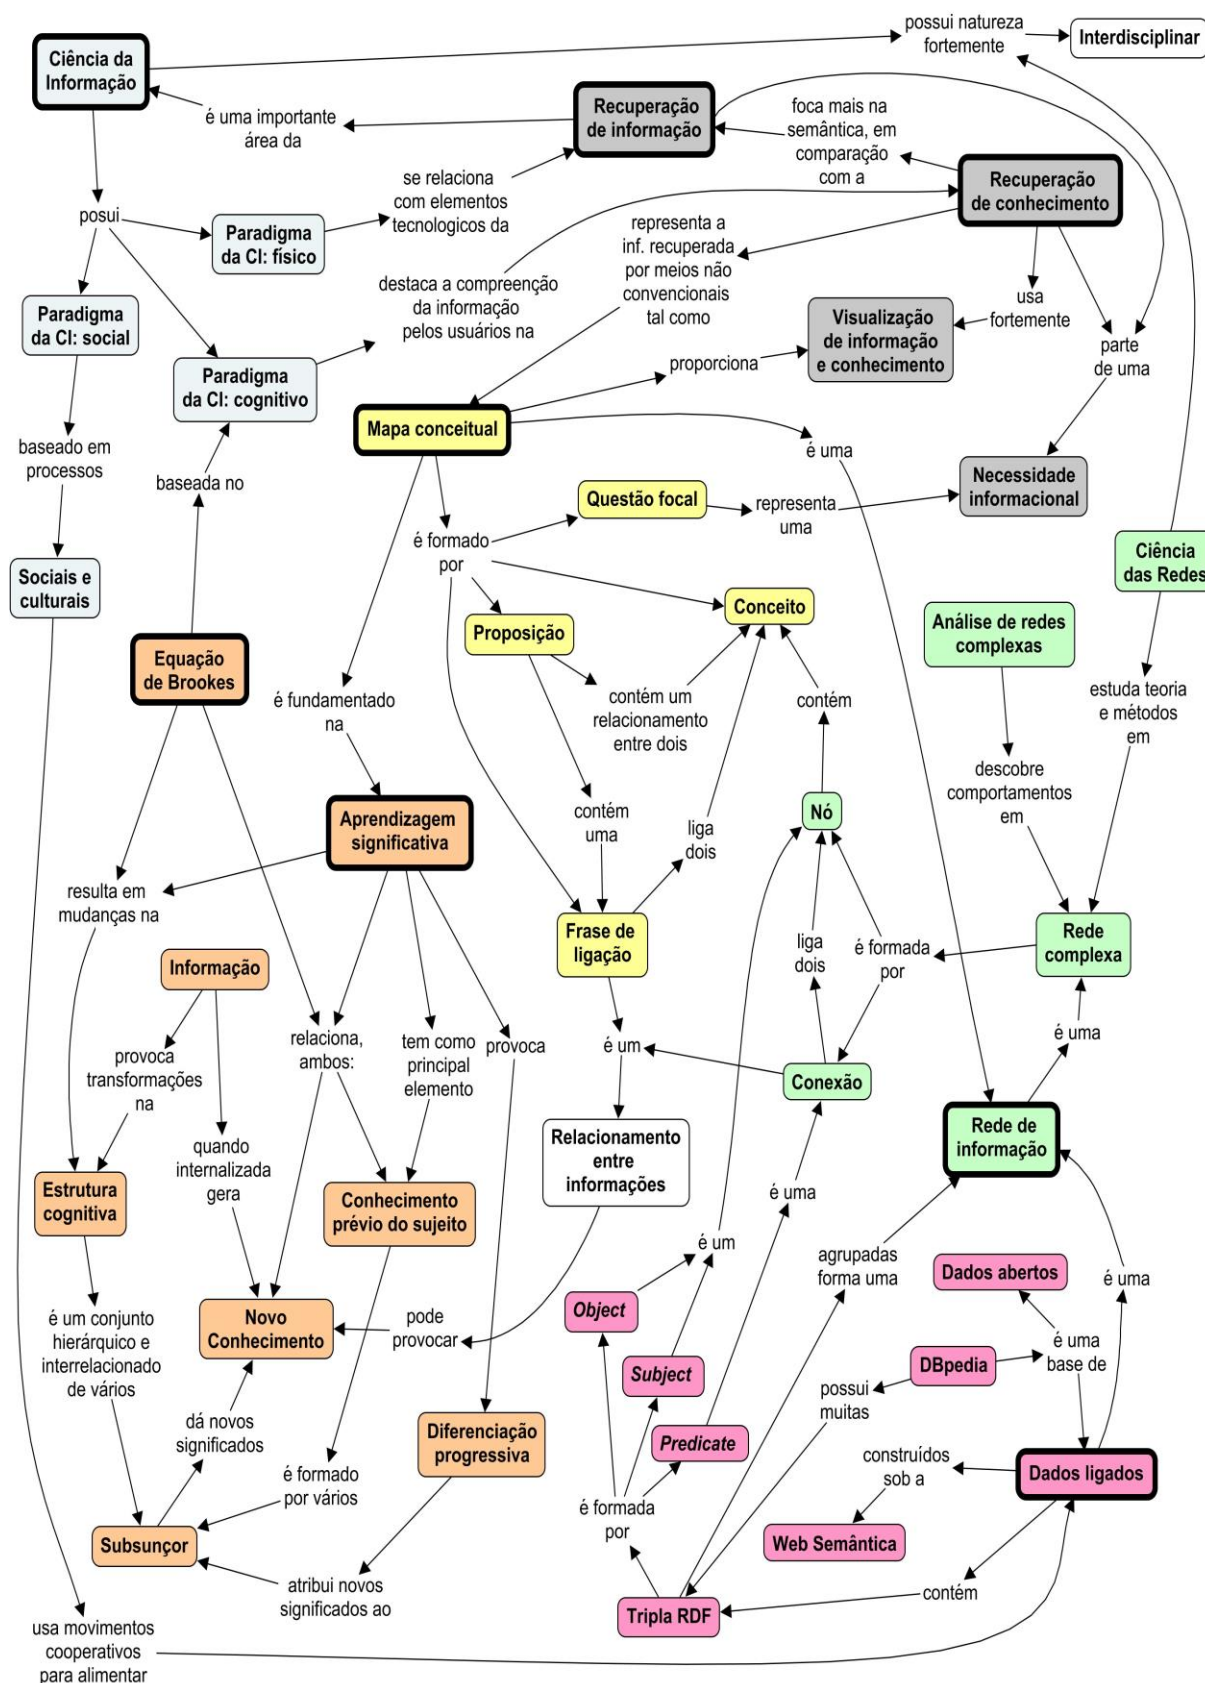 Ciência da
Informação
possui natureza
fortemente
Interdisciplinar
é uma importante
área da
Recuperação
de informação
foca mais na
semântica, em
comparação
com a
Recuperação
de conhecimento
posui
Paradigma
da CI: físico
se relaciona
com elementos
tecnologicos da
representa a
inf. recuperada
por meios não
convencionais
tal como
usa
fortemente
Paradigma
da CI: social
destaca a compreenção
da informação
pelos usuários na
Visualização
de informação
e conhecimento
parte
de uma
Paradigma
da CI: cognitivo
proporciona
Mapa conceitual
é uma
baseado em
processos
baseada no
Questão focal
representa
uma
Necessidade
informacional
é formado
por
Ciência
das Redes
Sociais e
culturais
Conceito
Proposição
Análise de redes
complexas
Equação
de Brookes
é fundamentado
na
contém um
relacionamento
entre dois
contém
estuda teoria
e métodos
em
descobre
comportamentos
em
Aprendizagem
significativa
contém
uma
liga
dois
Nó
resulta em
mudanças na
Frase de
ligação
liga
dois
é formada
por
Rede
complexa
Informação
provoca
transformações
na
relaciona,
ambos:
tem como
principal
elemento
provoca
é um
Conexão
é uma
quando
internalizada
gera
Relacionamento
entre
informações
Rede de
informação
Estrutura
cognitiva
Conhecimento
prévio do sujeito
é uma
é um
agrupadas
forma uma
Dados abertos
é uma
é um conjunto
hierárquico e
interrelacionado
de vários
Novo
Conhecimento
pode
provocar
Object
Subject
é uma
base de
DBpedia
possui
muitas
dá novos
significados
Diferenciação
progressiva
Predicate
construídos
sob a
Dados ligados
é formado
por vários
é formada
por
Subsunçor
Web Semântica
atribui novos
significados ao
Tripla RDF
contém
usa movimentos
cooperativos
para alimentar